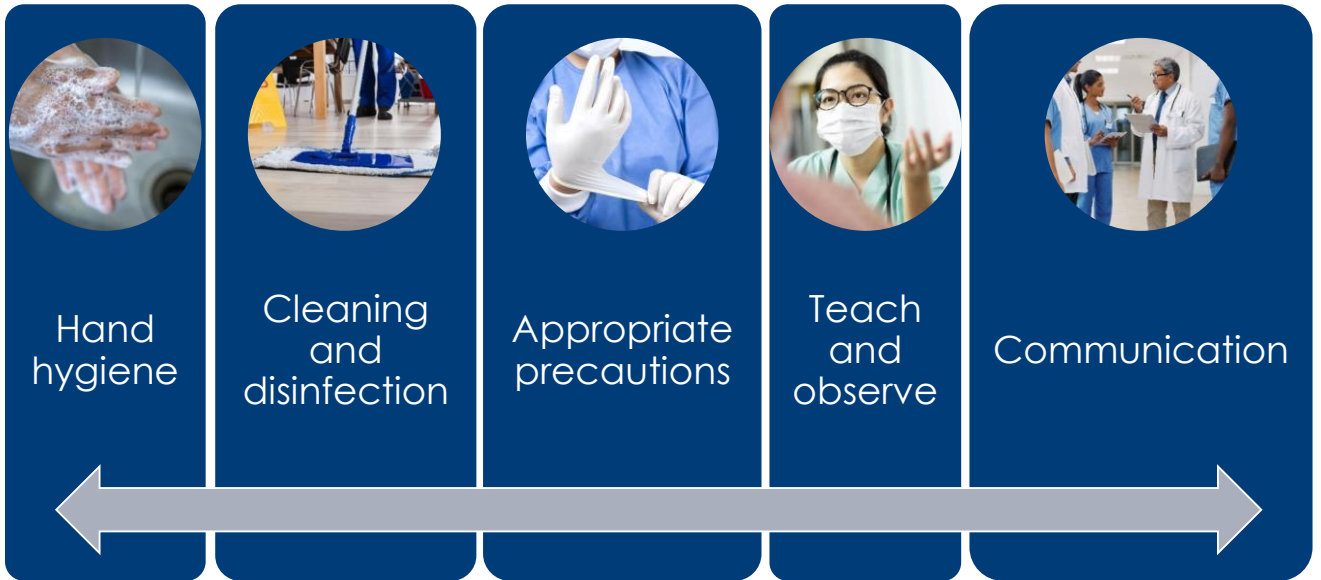 Hand
hygiene
Cleaning
and
disinfection
Appropriate
precautions
Teach
and
observe
Communication